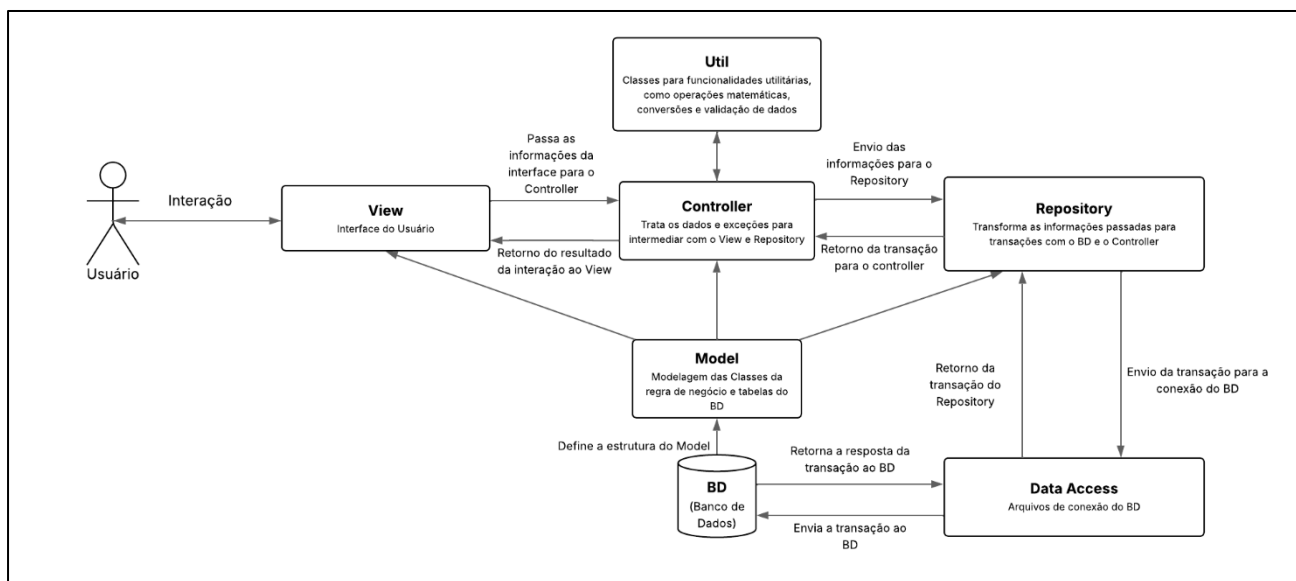 Util
Classes para funcionalidades utilitárias,
como operações matemáticas,
conversões e validação de dados
Passa as
informações da
interface para o
Controller
Envio das
informações para o
Repository
Interação
View
Interface do Usuário
Controller
Trata os dados e exceções para
intermediar com o View e Repository
Repository
Transforma as informações passadas para
transações com o BD e o Controller
Usuário
Retorno do resultado
da interação ao View
Retorno da transação
para o controller
Model
Modelagem das Classes da
regra de negócio e tabelas do
BD
Retorno da
transação do
Repository
Envio da transação para a
conexão do BD
Define a estrutura do Model
BD
(Banco de
Dados)
Retorna a resposta da
transação ao BD
Envia a transação ao
BD
Data Access
Arquivos de conexão do BD